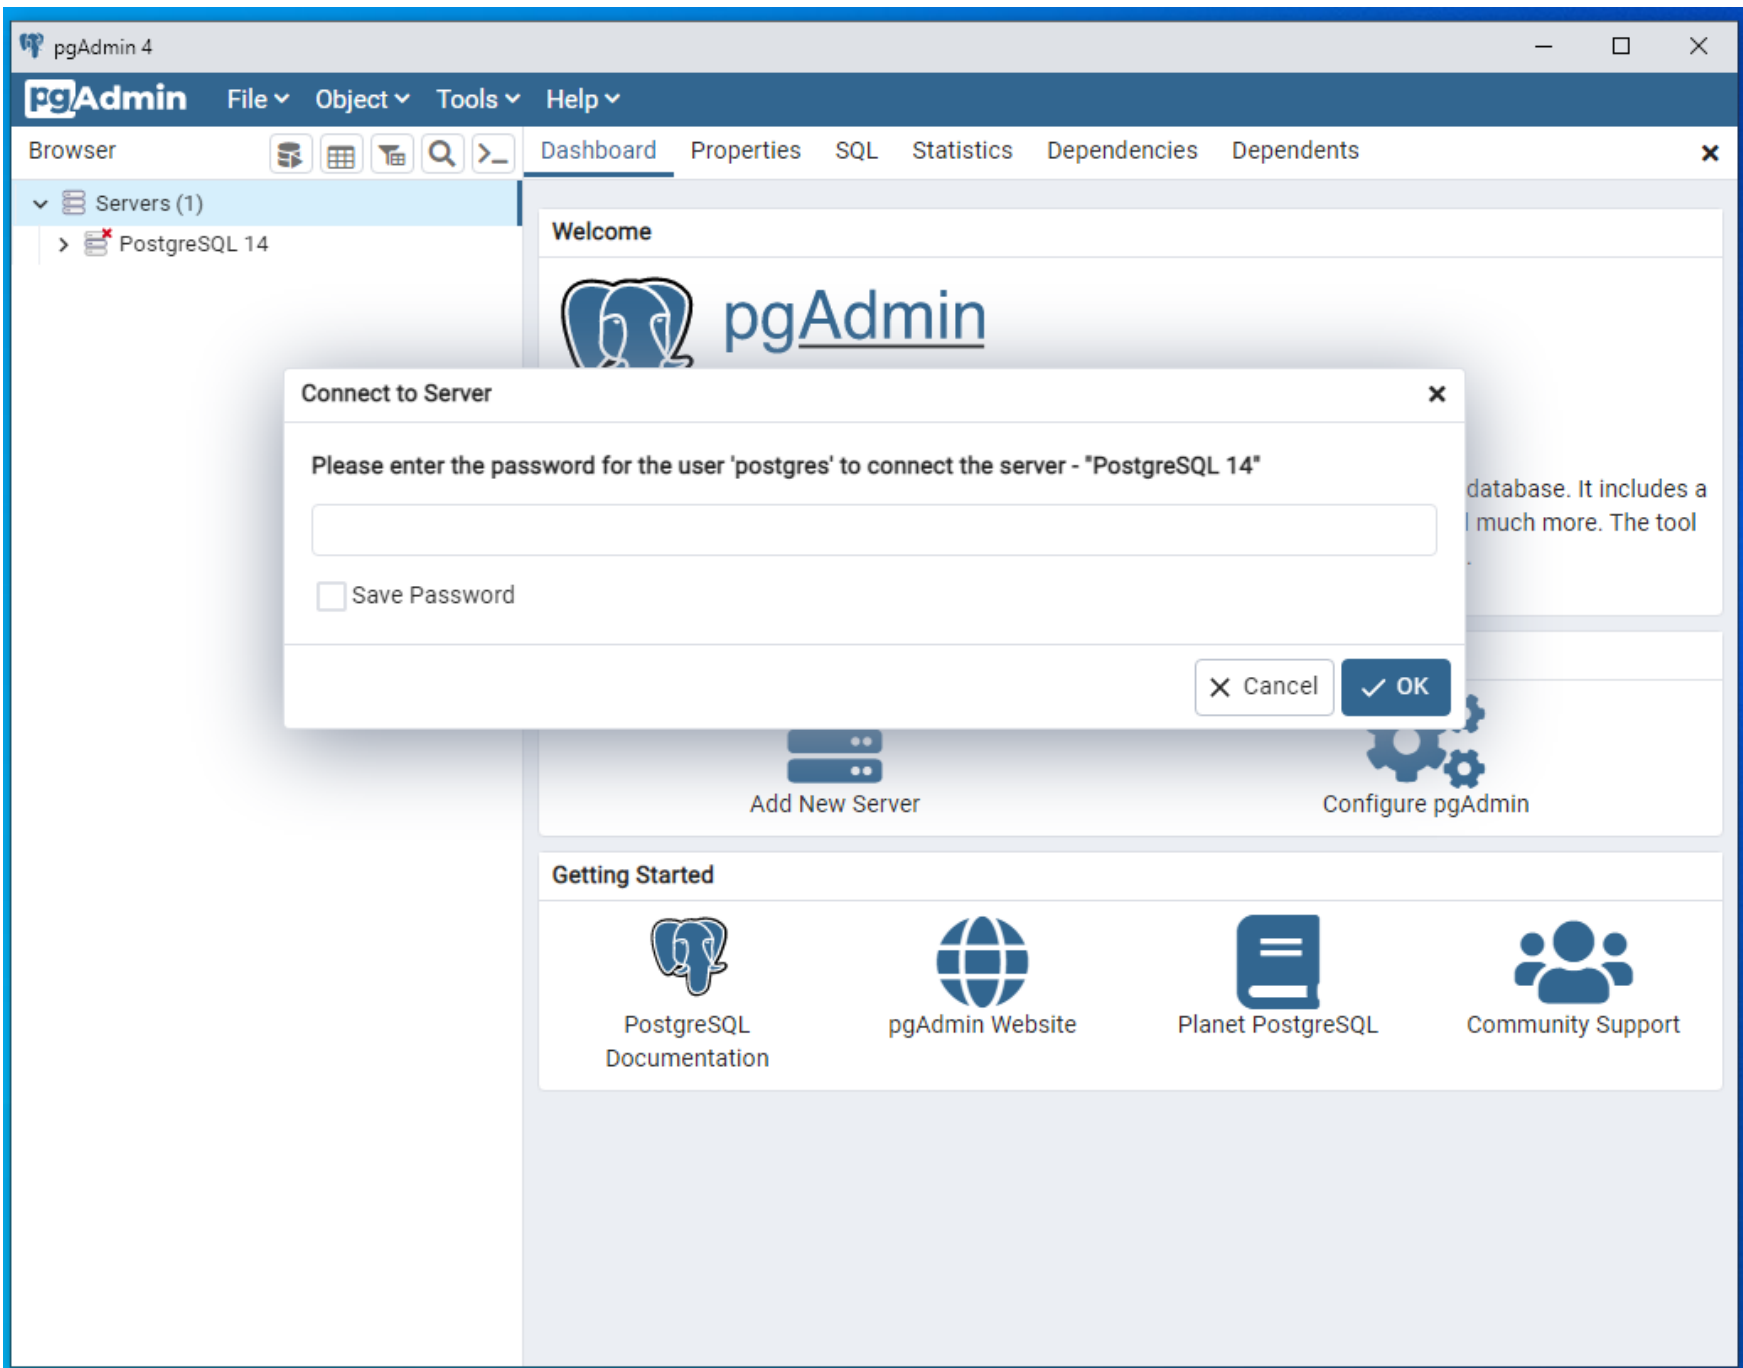 pgAdmin 4
pgAdmin File Object Tools Help
Browser
Dashboard Properties SQL Statistics Dependencies Dependents
Servers (1)
PostgreSQL 14
Welcome
pgAdmin
Connect to Server
Please enter the password for the user 'postgres' to connect the server - "PostgreSQL 14"
database. It includes a
much more. The tool
.
Save Password
Cancel OK
Add New Server
Configure pgAdmin
Getting Started
PostgreSQL
Documentation
pgAdmin Website
Planet PostgreSQL
Community Support